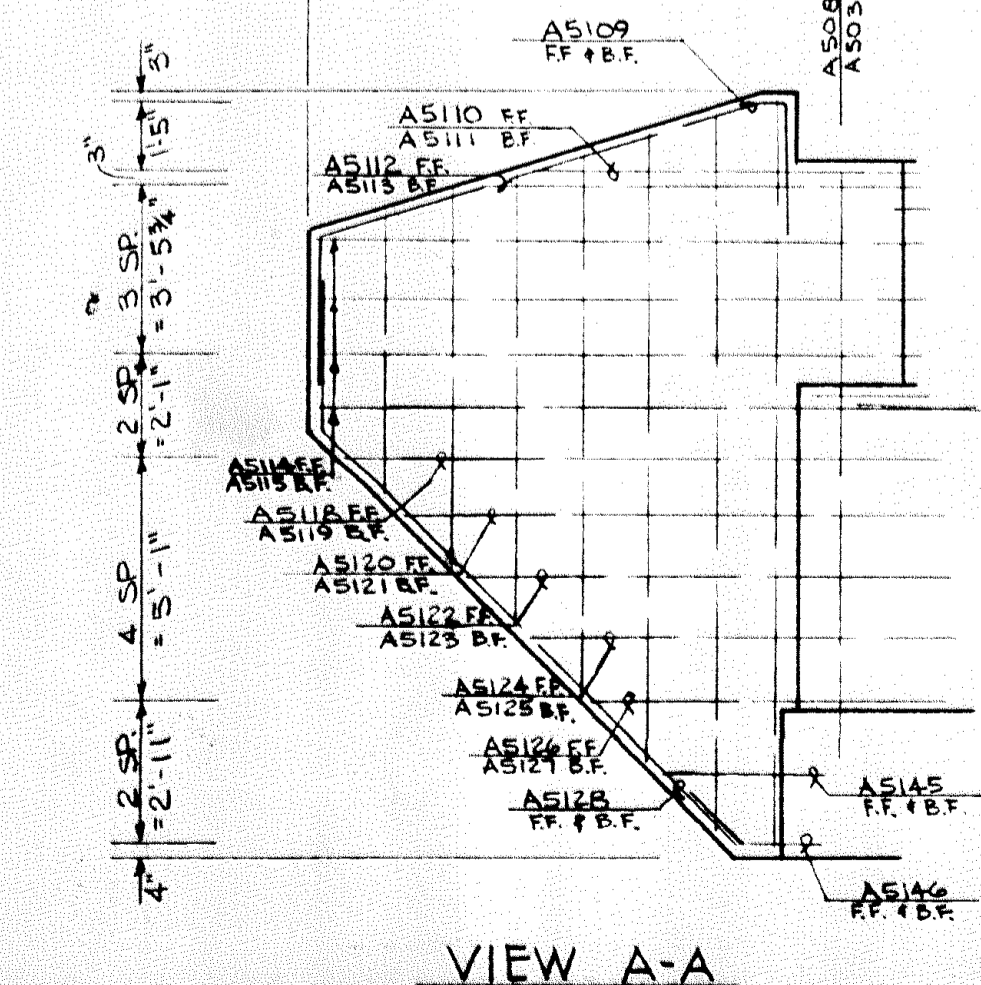 A5109
F.F & B.F.
A508
A503
A5110 F.F.
A5111 B.F.
A5112 F.F.
A5113 B.F.
3"
1'-5"
3"
3 SP.
= 3'-5¾"
2 SP.
= 2'-1"
4 SP.
= 5'-1"
2 SP.
= 2'-11"
4"
A5114 F.F.
A5115 B.F.
A5118 F.F.
A5119 B.F.
A5120 F.F.
A5121 B.F.
A5122 F.F.
A5123 B.F.
A5124 F.F.
A5125 B.F.
A5126 F.F.
A5127 B.F.
A5128
F.F. & B.F.
A5145
F.F. & B.F.
A5146
F.F. & B.F.
VIEW A-A